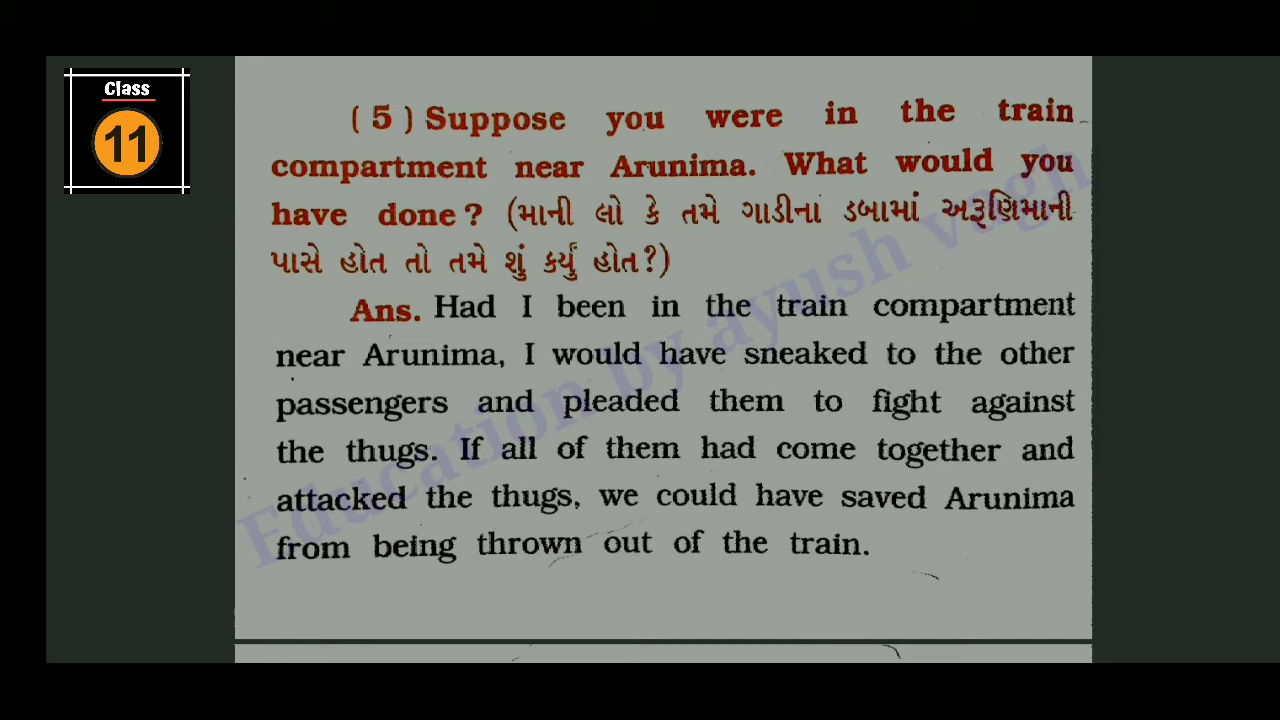 Class
11
( 5 ) Suppose you were in the train
compartment near Arunima. What would you
have done? (માની લો કે તમે ગાડીના ડબામાં અરૂણિમાની
પાસે હોત તો તમે શું કર્યું હોત?)
Ans. Had I been in the train compartment
near Arunima, I would have sneaked to the other
passengers and pleaded them to fight against
the thugs. If all of them had come together and
attacked the thugs, we could have saved Arunima
from being thrown out of the train.
Education by ayush vagh